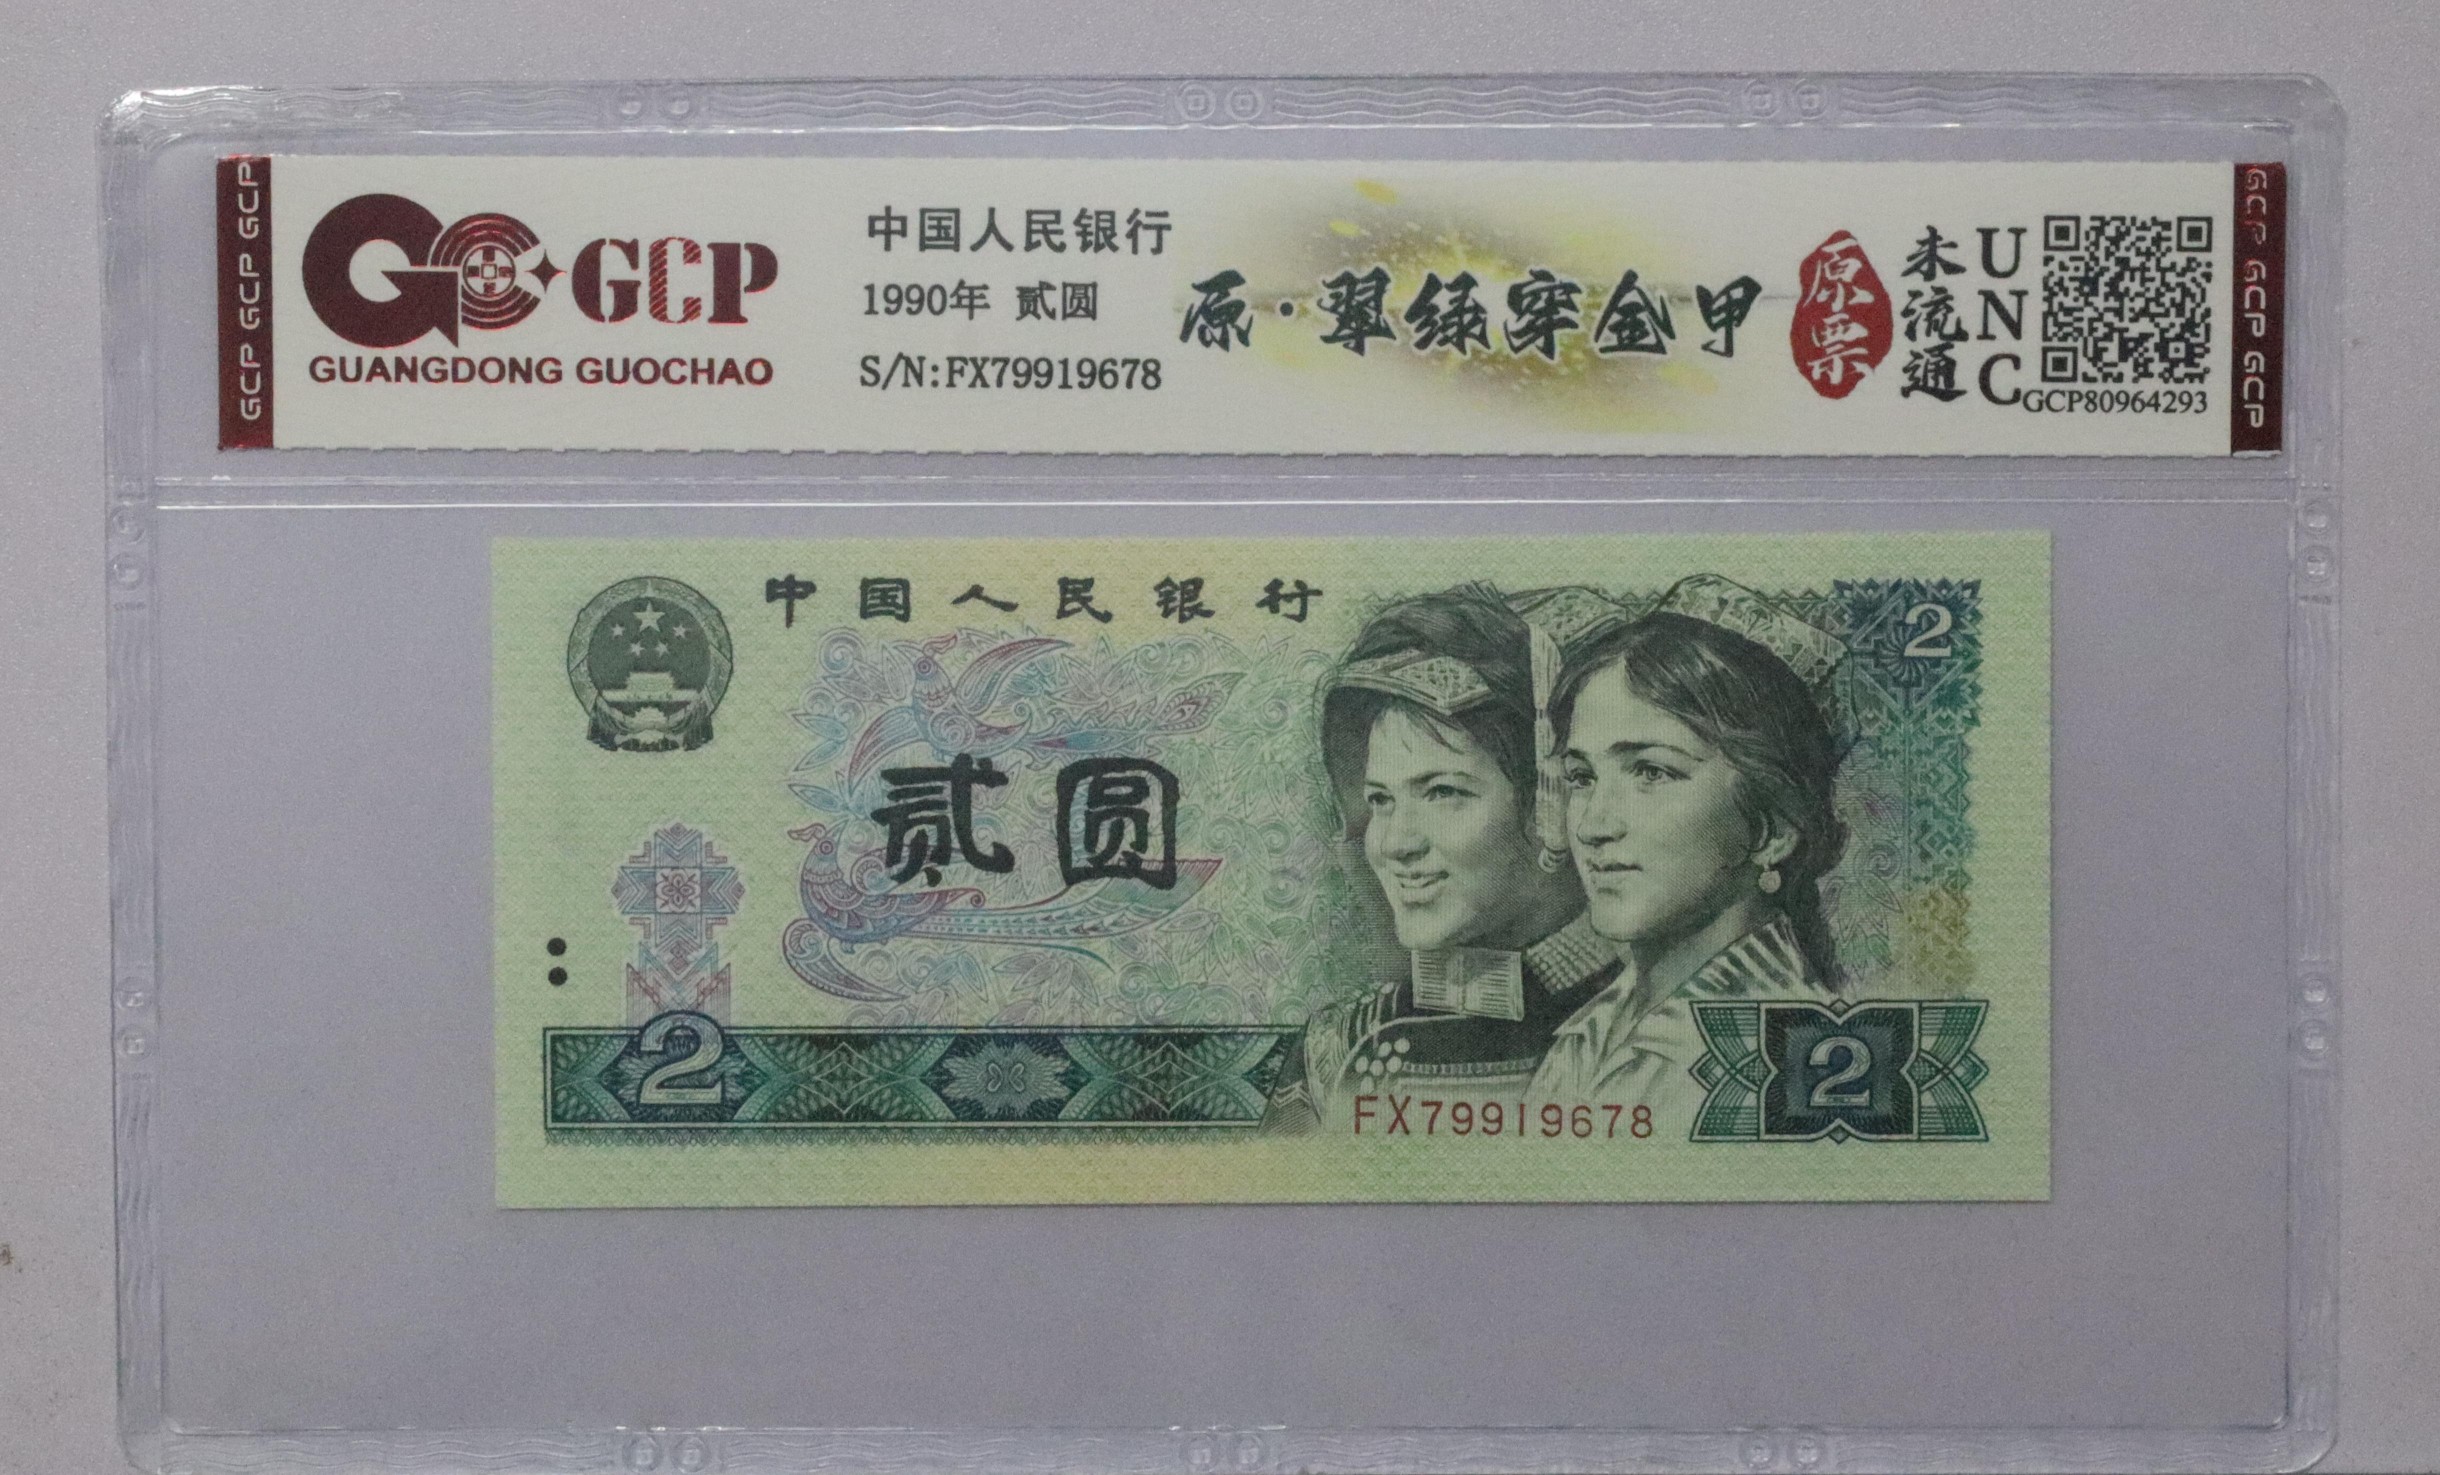 GCP GCP GCP
GCP
GUANGDONG GUOCHAO
中国人民银行
1990年 贰圆
S/N:FX79919678
原·翠绿穿金甲
原票
未流通
UNC
GCP80964293
GCP GCP GCP
中国人民银行
2
贰圆
2
FX79919678
2